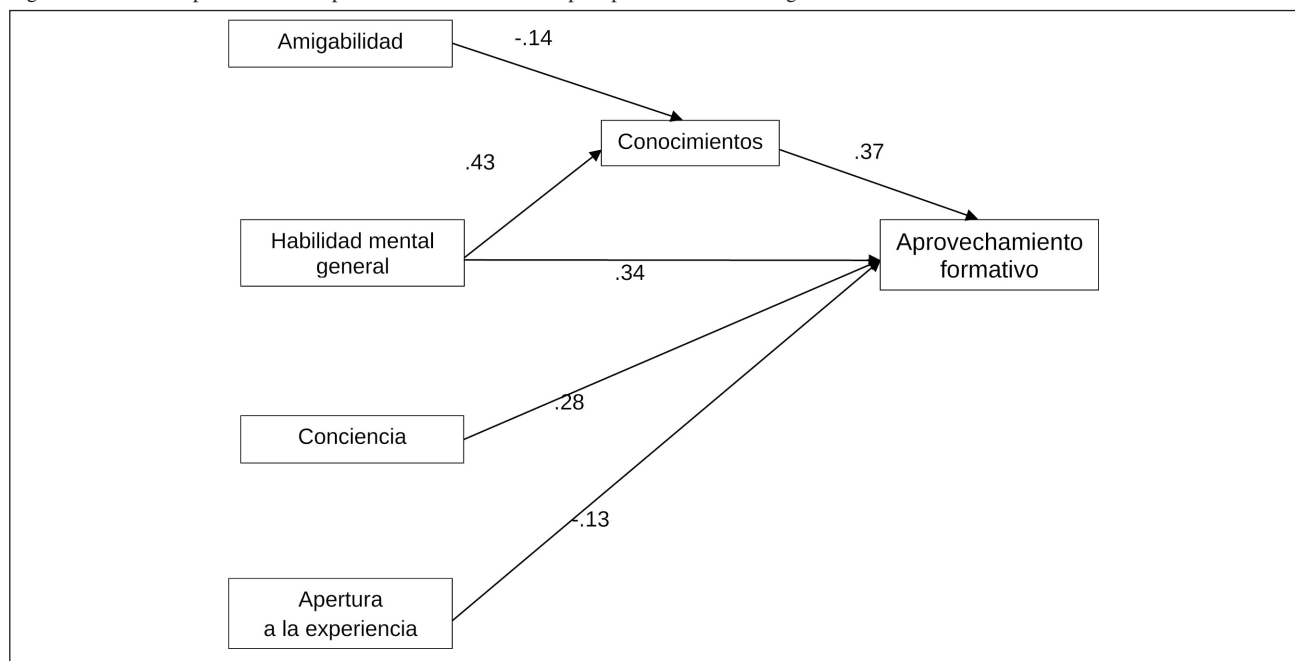 Amigabilidad
-.14
Conocimientos
.43
.37
Habilidad mental
general
Aprovechamiento
formativo
.34
.28
Conciencia
-.13
Apertura
a la experiencia